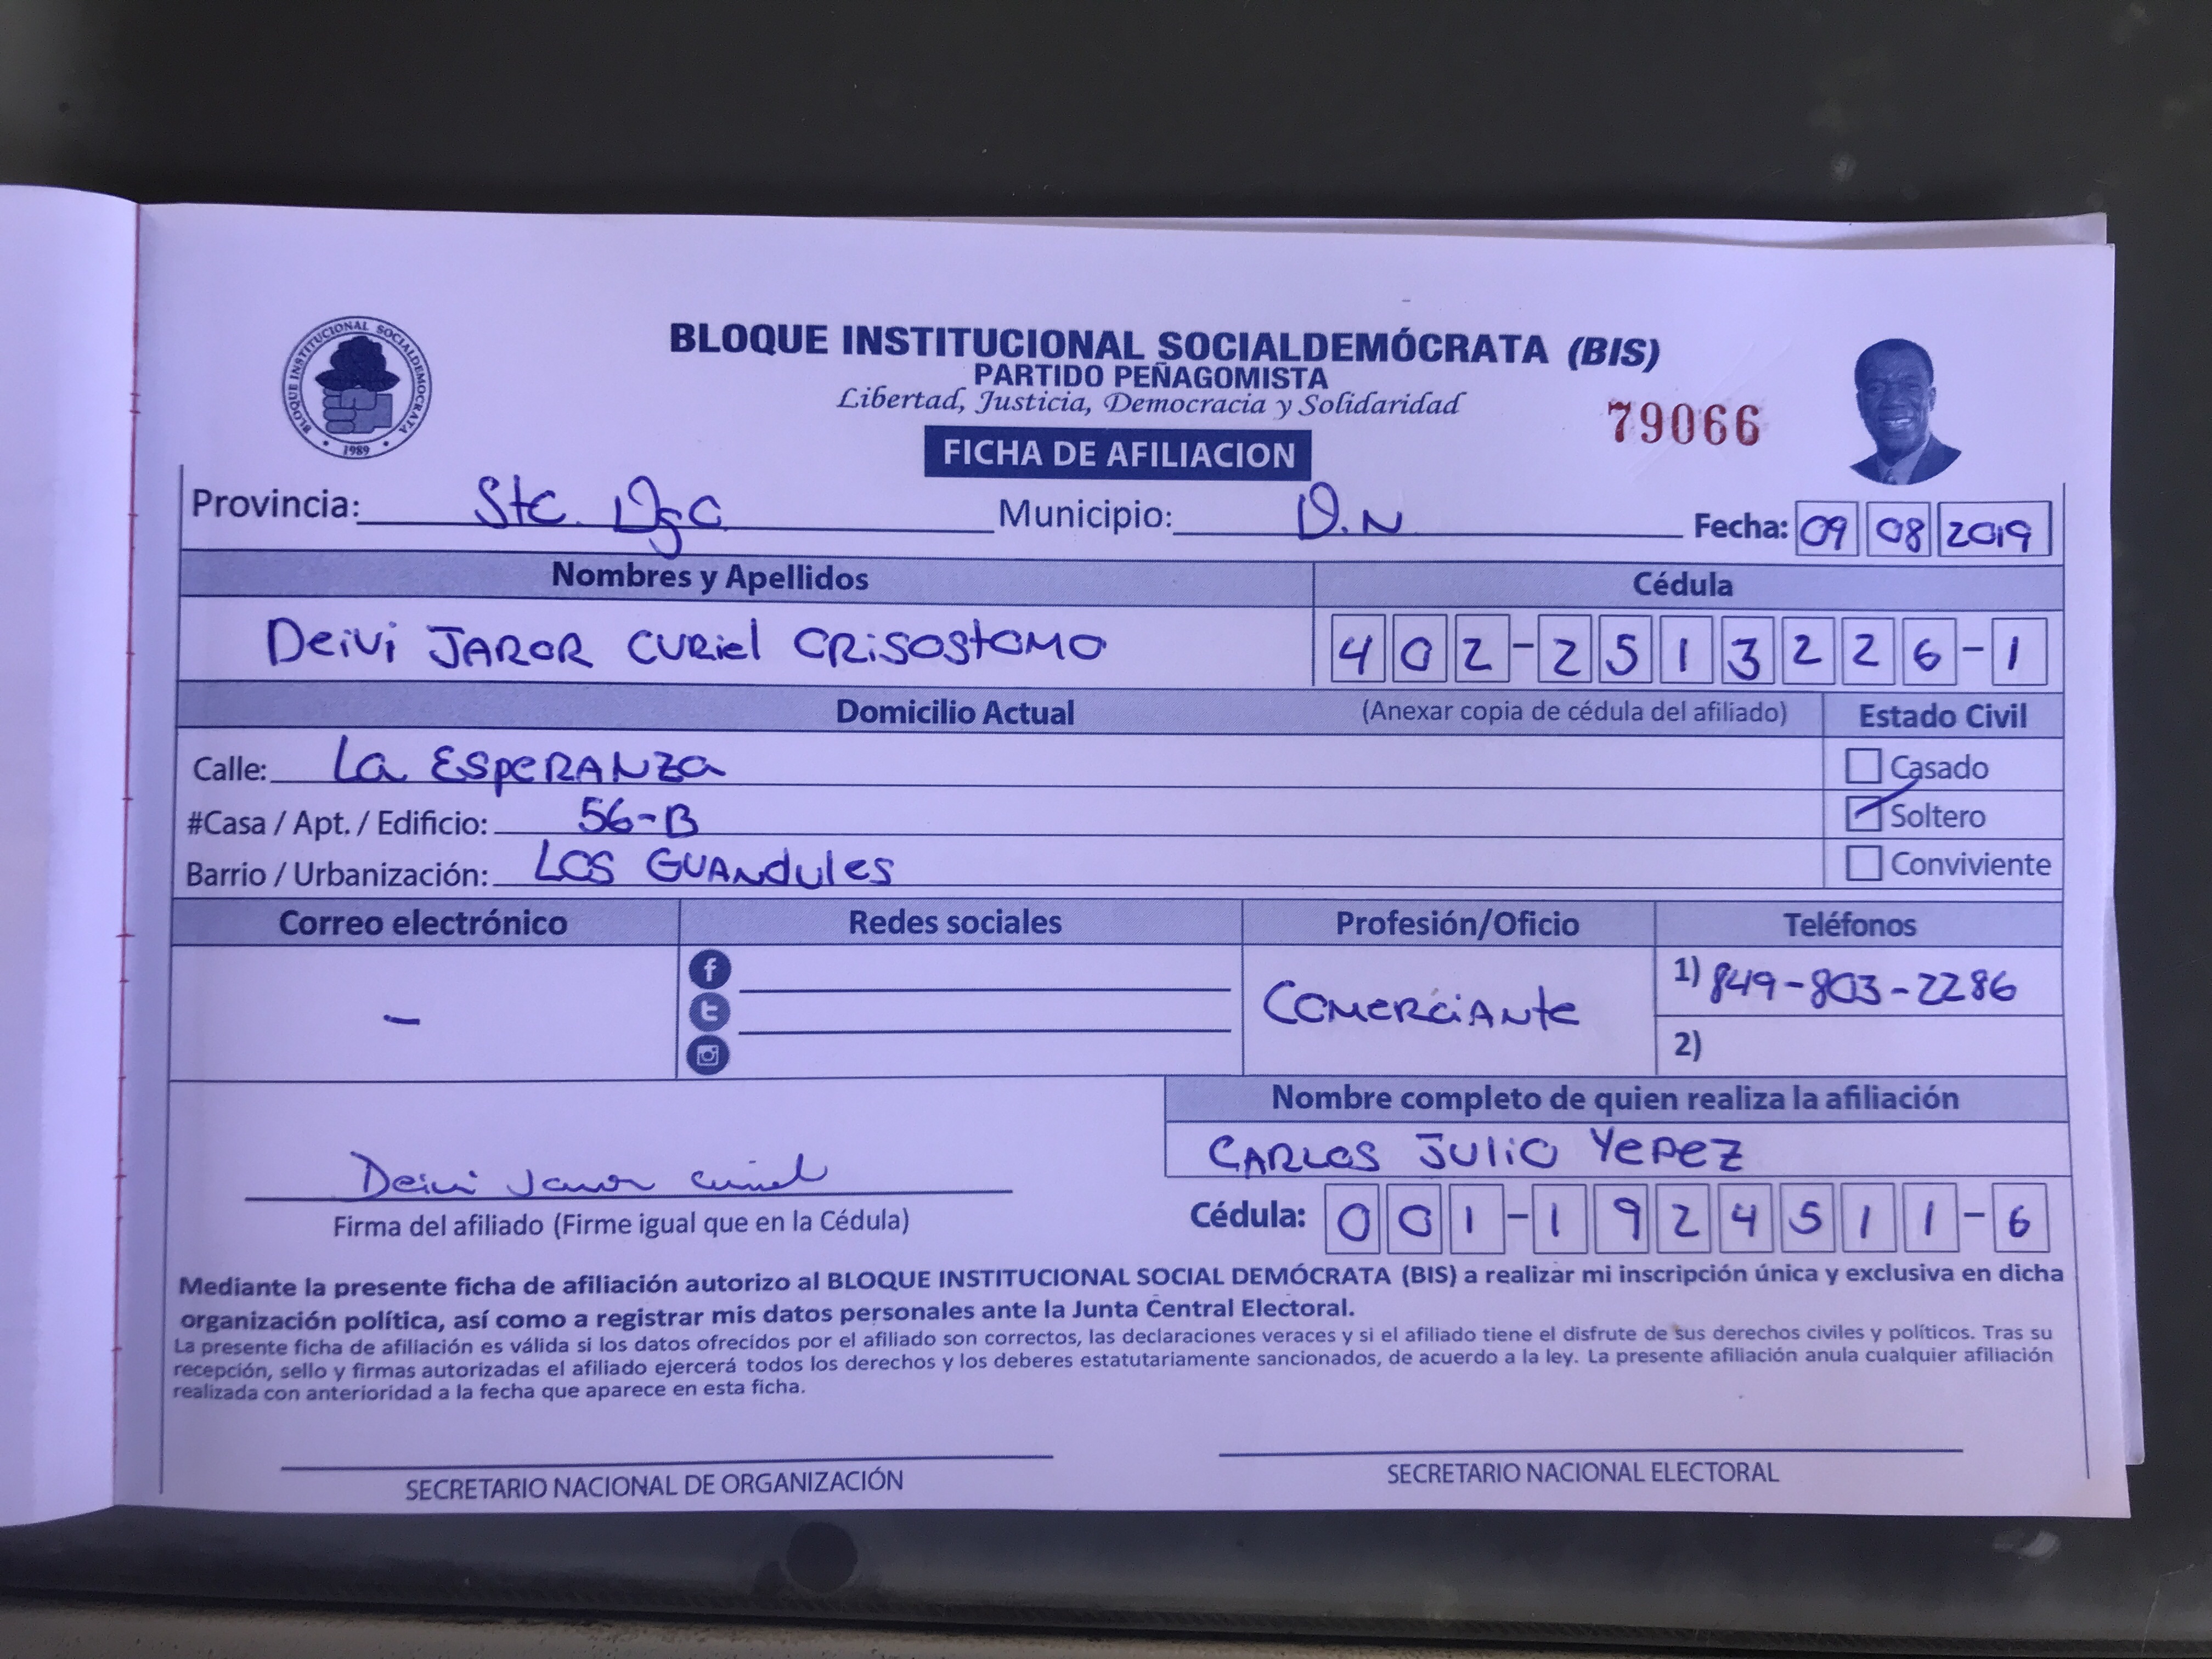 BLOQUE INSTITUCIONAL SOCIALDEMOCRATA
1989
BLOQUE INSTITUCIONAL SOCIALDEMÓCRATA (BIS)
PARTIDO PEÑAGOMISTA
Libertad, Justicia, Democracia y Solidaridad
79066
FICHA DE AFILIACION
Provincia: Sto. Dgo Municipio: D.N Fecha: 09 08 2019
Nombres y Apellidos Cédula
Deivi JAROR CURiel CRiSOStOMO 402-2513226-1
Domicilio Actual (Anexar copia de cédula del afiliado) Estado Civil
Calle: La ESpeRANZa Casado
#Casa / Apt. / Edificio: 56-B Soltero
Barrio / Urbanización: LOS GUANdules Conviviente
Correo electrónico Redes sociales Profesión/Oficio Teléfonos
- COMERCiANte 1) 849-803-2286
2)
Nombre completo de quien realiza la afiliación
CARLOS JULIO YEPEZ
Deivi Jaror Curiel
Firma del afiliado (Firme igual que en la Cédula) Cédula: 001-1924511-6
Mediante la presente ficha de afiliación autorizo al BLOQUE INSTITUCIONAL SOCIAL DEMÓCRATA (BIS) a realizar mi inscripción única y exclusiva en dicha
organización política, así como a registrar mis datos personales ante la Junta Central Electoral.
La presente ficha de afiliación es válida si los datos ofrecidos por el afiliado son correctos, las declaraciones veraces y si el afiliado tiene el disfrute de sus derechos civiles y políticos. Tras su
recepción, sello y firmas autorizadas el afiliado ejercerá todos los derechos y los deberes estatutariamente sancionados, de acuerdo a la ley. La presente afiliación anula cualquier afiliación
realizada con anterioridad a la fecha que aparece en esta ficha.
SECRETARIO NACIONAL DE ORGANIZACIÓN SECRETARIO NACIONAL ELECTORAL